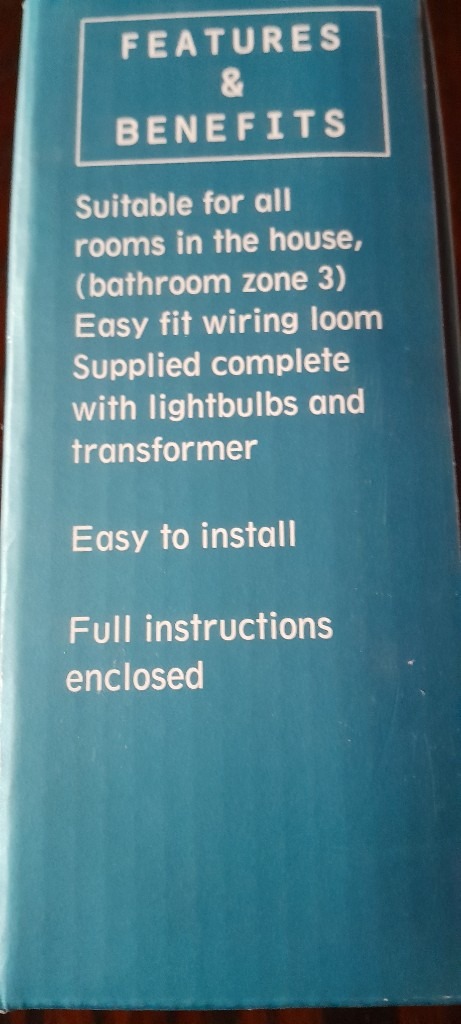 FEATURES
&
BENEFITS
Suitable for all
rooms in the house,
(bathroom zone 3)
Easy fit wiring loom
Supplied complete
with lightbulbs and
transformer
Easy to install
Full instructions
enclosed